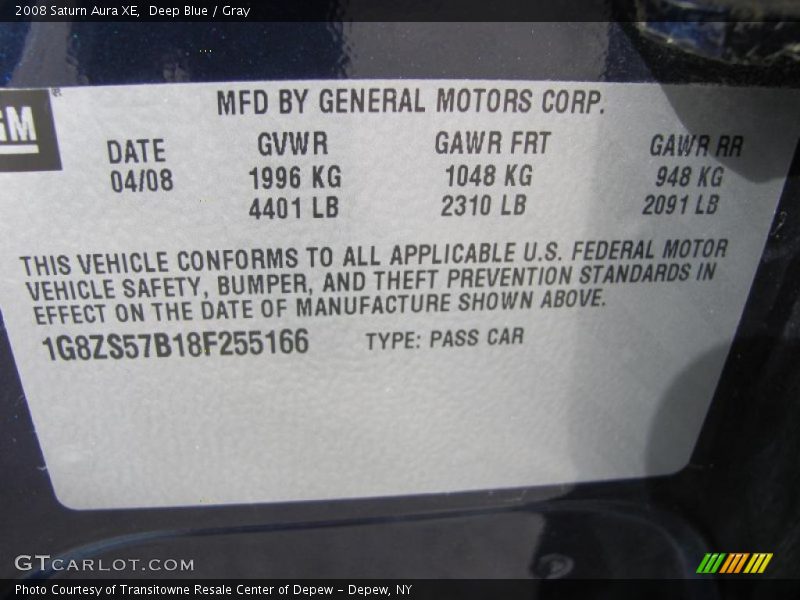 2008 Saturn Aura XE,  Deep Blue / Gray
GM
MFD BY GENERAL MOTORS CORP.
DATE GVWR GAWR FRT GAWR RR
04/08 1996 KG 1048 KG 948 KG
4401 LB 2310 LB 2091 LB
THIS VEHICLE CONFORMS TO ALL APPLICABLE U.S. FEDERAL MOTOR
VEHICLE SAFETY, BUMPER, AND THEFT PREVENTION STANDARDS IN
EFFECT ON THE DATE OF MANUFACTURE SHOWN ABOVE.
1G8ZS57B18F255166 TYPE: PASS CAR
GTCARLOT.COM
Photo Courtesy of Transitowne Resale Center of Depew – Depew, NY